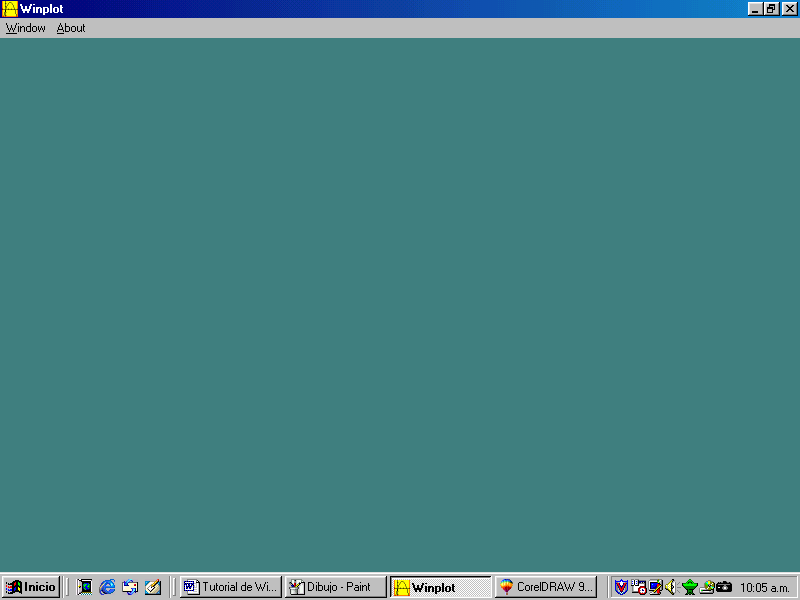 Winplot
Window About
Inicio Tutorial de Wi... Dibujo - Paint Winplot CorelDRAW 9... 10:05 a.m.